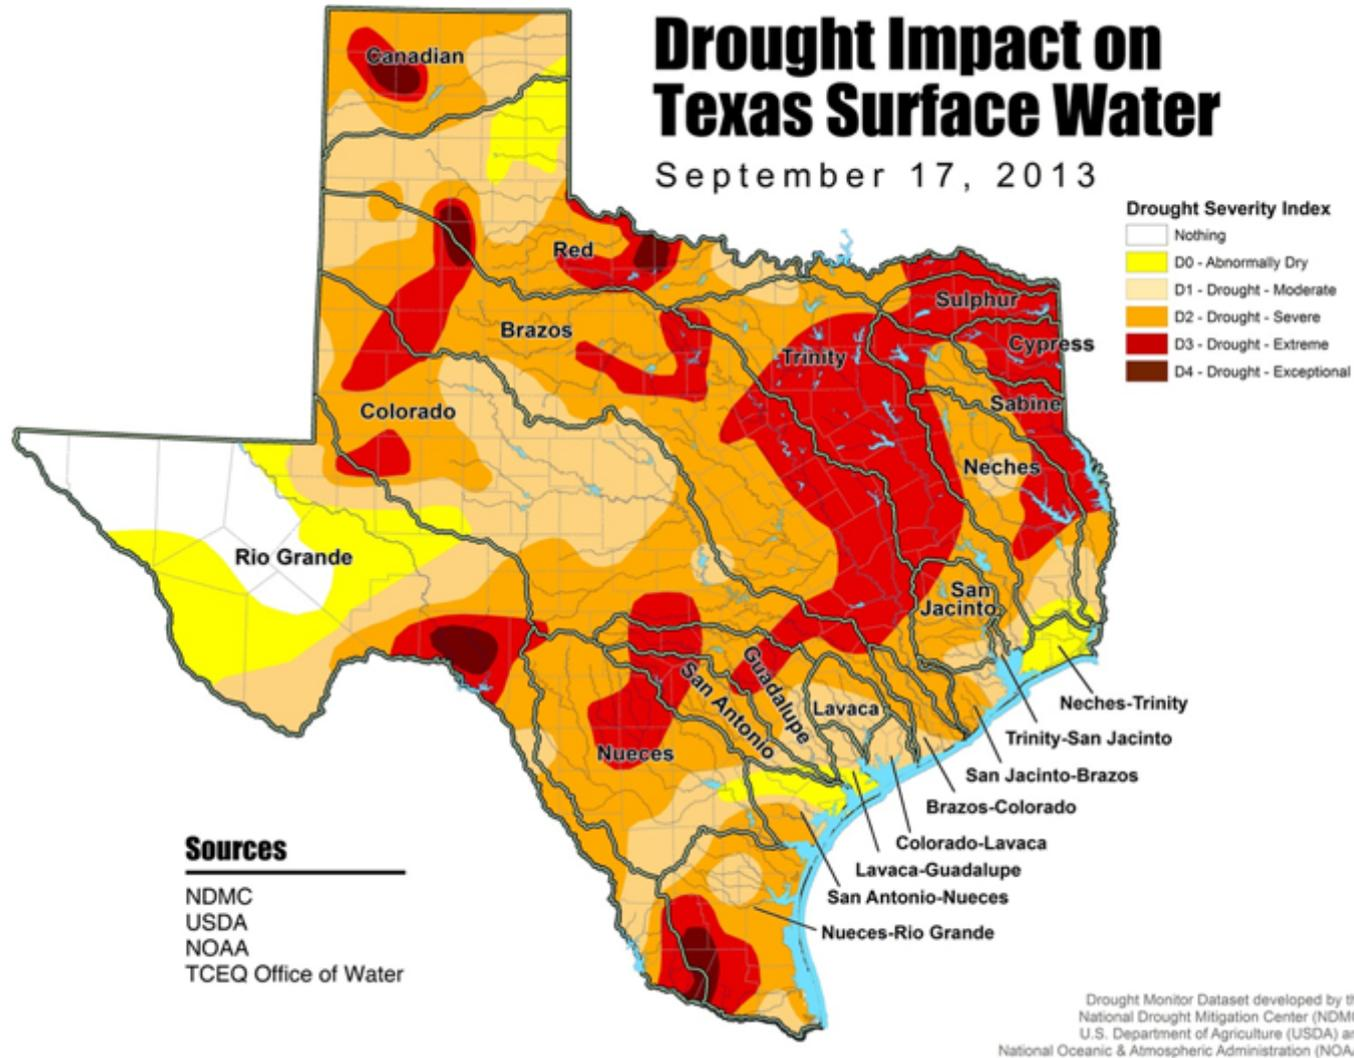 Drought Impact on
Texas Surface Water
September 17, 2013
Drought Severity Index
Nothing
D0 - Abnormally Dry
D1 - Drought - Moderate
D2 - Drought - Severe
D3 - Drought - Extreme
D4 - Drought - Exceptional
Canadian
Red
Sulphur
Brazos
Cypress
Trinity
Sabine
Colorado
Neches
Rio Grande
San
Jacinto
Guadalupe
San Antonio
Lavaca
Nueces
Neches-Trinity
Trinity-San Jacinto
San Jacinto-Brazos
Brazos-Colorado
Colorado-Lavaca
Lavaca-Guadalupe
San Antonio-Nueces
Nueces-Rio Grande
Sources
NDMC
USDA
NOAA
TCEQ Office of Water
Drought Monitor Dataset developed by
National Drought Mitigation Center
U.S. Department of Agriculture (USDA)
National Oceanic & Atmospheric Administration